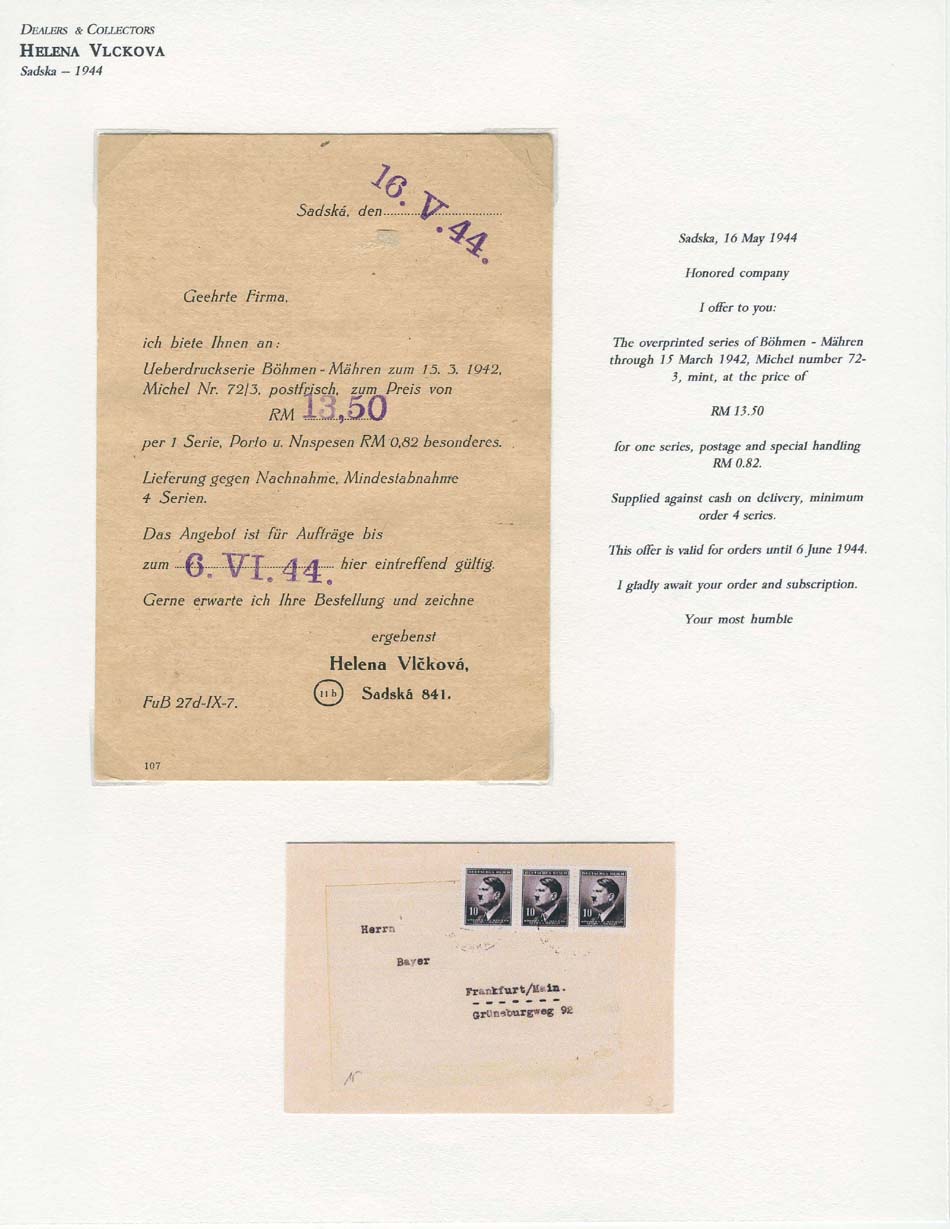 DEALERS & COLLECTORS
HELENA VLCKOVA
Sadska – 1944
16. V. 44.
Sadská, den
Geehrte Firma,
ich biete Ihnen an:
Ueberdruckserie Böhmen - Mähren zum 15. 3. 1942,
Michel Nr. 72/3, postfrisch, zum Preis von
RM 13,50
per 1 Serie, Porto u. Nnspesen RM 0,82 besonderes.
Lieferung gegen Nachnahme, Mindestabnahme
4 Serien.
Das Angebot ist für Aufträge bis
zum 6. VI. 44. hier eintreffend gültig.
Gerne erwarte ich Ihre Bestellung und zeichne
ergebenst
Helena Vlčková,
11b Sadská 841.
FuB 27d-IX-7.
107
Sadska, 16 May 1944
Honored company
I offer to you:
The overprinted series of Böhmen - Mähren
through 15 March 1942, Michel number 72-
3, mint, at the price of
RM 13.50
for one series, postage and special handling
RM 0.82.
Supplied against cash on delivery, minimum
order 4 series.
This offer is valid for orders until 6 June 1944.
I gladly await your order and subscription.
Your most humble
DEUTSCHES REICH DEUTSCHES REICH DEUTSCHES REICH
10 10 10
Herrn
Bayer
Frankfurt/Main.
Grünsburgweg 92